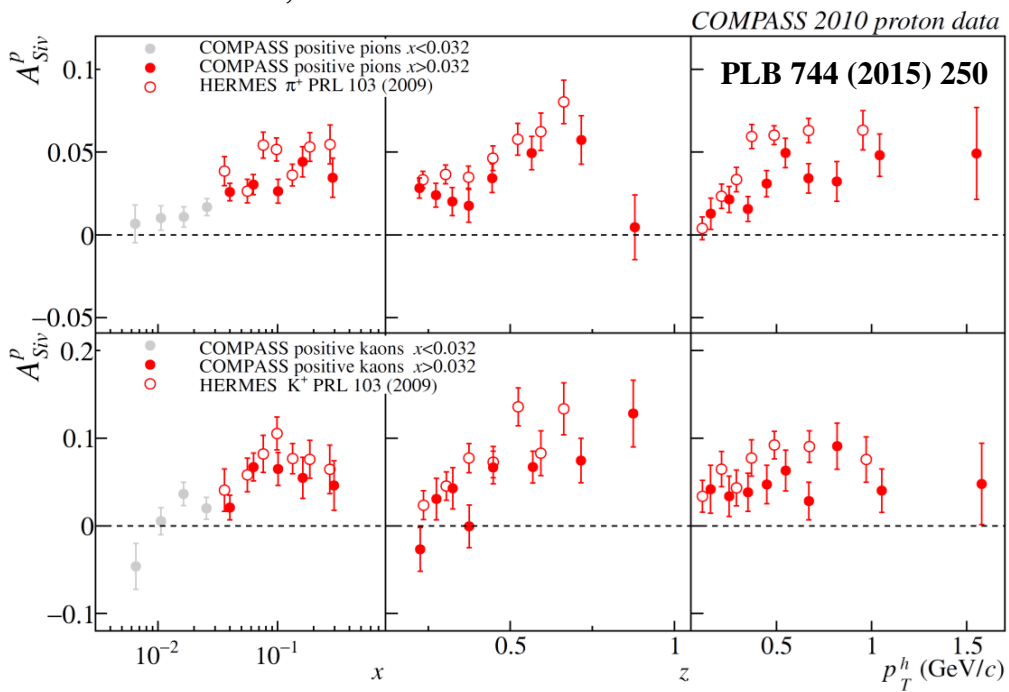 COMPASS 2010 proton data
A^p_Siv
0.1
0.05
0
−0.05
COMPASS positive pions x<0.032
COMPASS positive pions x>0.032
HERMES π⁺ PRL 103 (2009)
PLB 744 (2015) 250
A^p_Siv
0.2
0.1
0
−0.1
COMPASS positive kaons x<0.032
COMPASS positive kaons x>0.032
HERMES K⁺ PRL 103 (2009)
10⁻² 10⁻¹ 0.5 1 0.5 1 1.5
x z p_T^h (GeV/c)